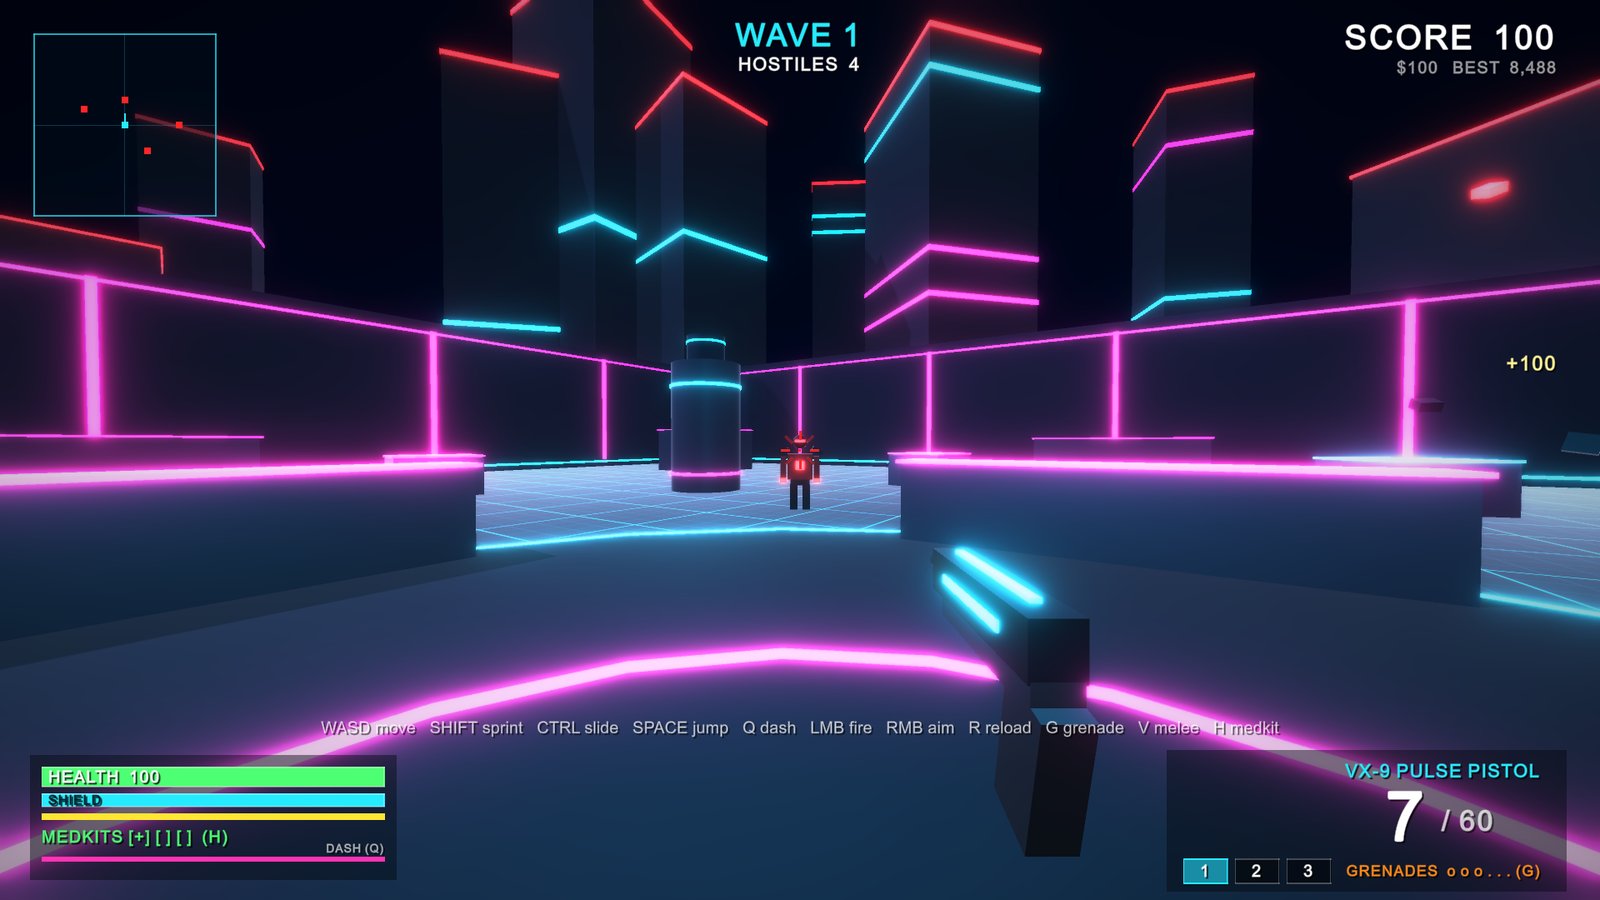 WAVE 1
HOSTILES 4
SCORE 100
$100 BEST 8,488
+100
WASD move SHIFT sprint CTRL slide SPACE jump Q dash LMB fire RMB aim R reload G grenade V melee H medkit
HEALTH 100
SHIELD
MEDKITS [+] [ ] [ ] (H)
DASH (Q)
VX-9 PULSE PISTOL
7 / 60
1 2 3 GRENADES o o o . . . (G)